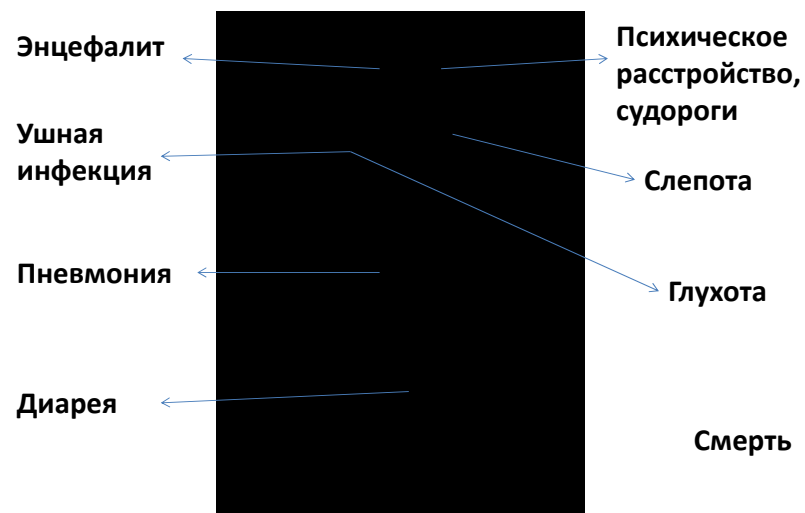 Энцефалит
Психическое
расстройство,
судороги
Ушная
инфекция
Слепота
Пневмония
Глухота
Диарея
Смерть